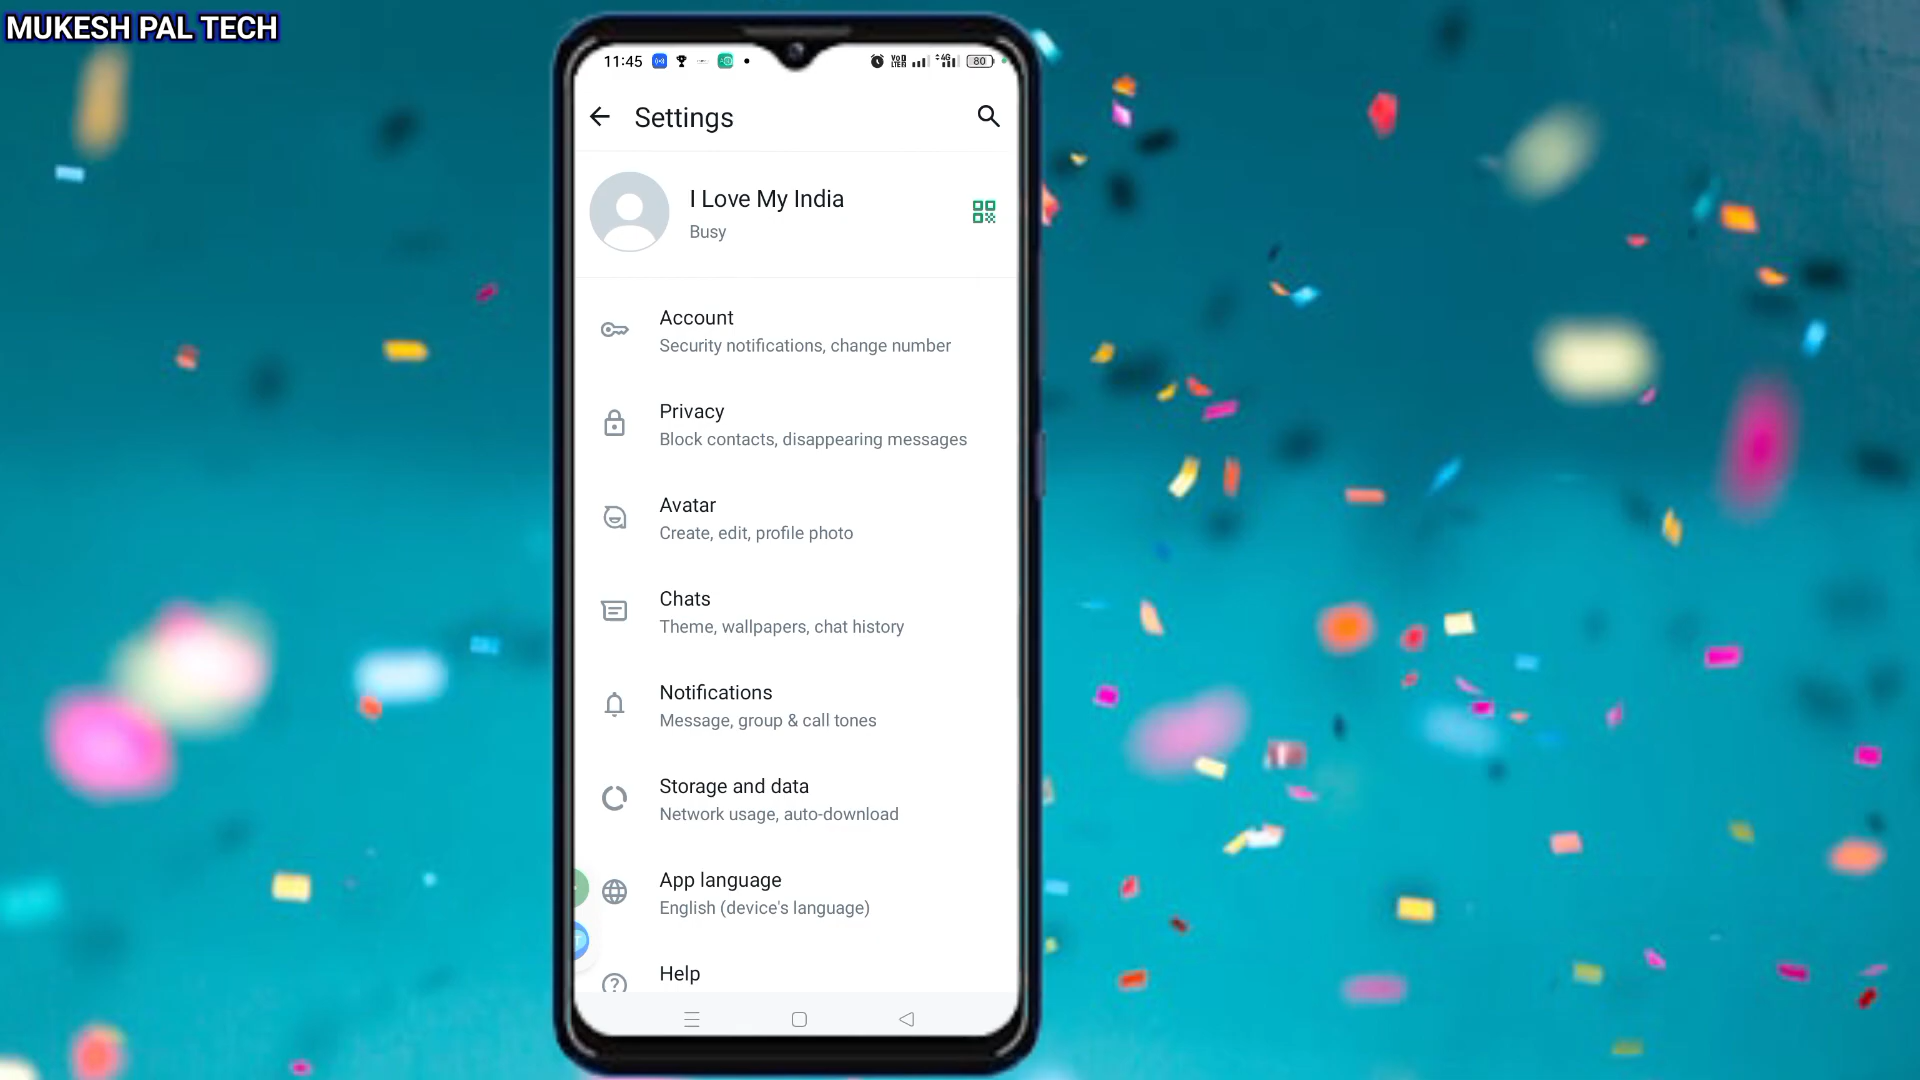 MUKESH PAL TECH
11:45
80
Settings
I Love My India
Busy
Account
Security notifications, change number
Privacy
Block contacts, disappearing messages
Avatar
Create, edit, profile photo
Chats
Theme, wallpapers, chat history
Notifications
Message, group & call tones
Storage and data
Network usage, auto-download
App language
English (device's language)
Help